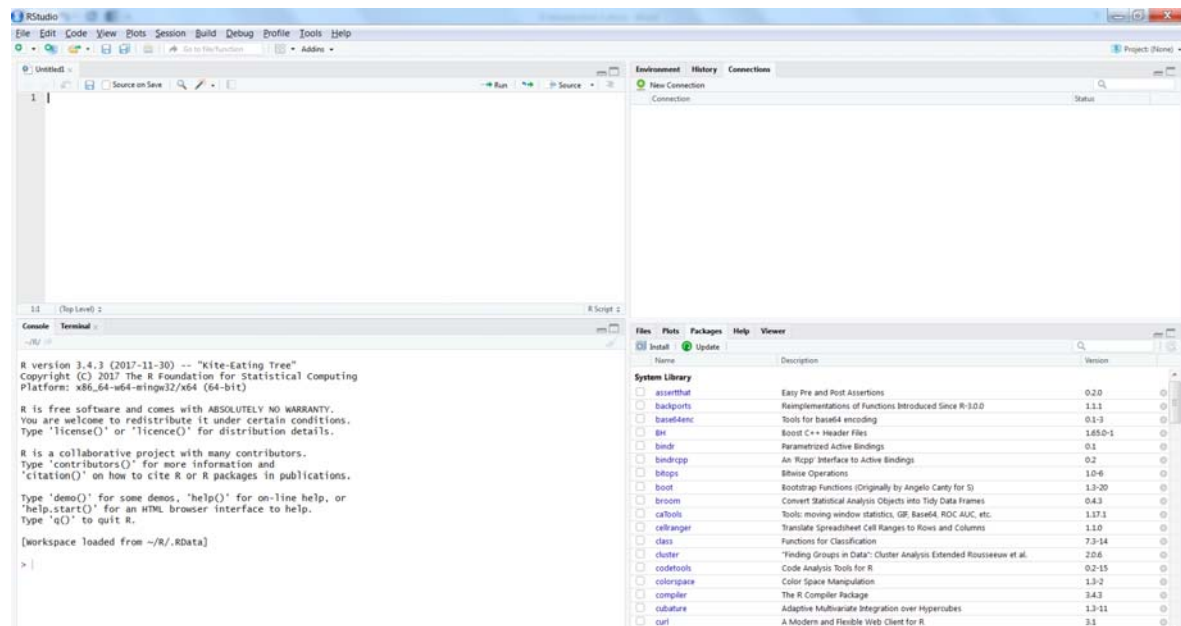 RStudio
File Edit Code View Plots Session Build Debug Profile Tools Help
Go to file/function Addins
Project: (None)
Untitled1
Source on Save Run Source
1
1:1 (Top Level) R Script
Console Terminal
~/R/
R version 3.4.3 (2017-11-30) -- "Kite-Eating Tree"
Copyright (C) 2017 The R Foundation for Statistical Computing
Platform: x86_64-w64-mingw32/x64 (64-bit)
R is free software and comes with ABSOLUTELY NO WARRANTY.
You are welcome to redistribute it under certain conditions.
Type 'license()' or 'licence()' for distribution details.
R is a collaborative project with many contributors.
Type 'contributors()' for more information and
'citation()' on how to cite R or R packages in publications.
Type 'demo()' for some demos, 'help()' for on-line help, or
'help.start()' for an HTML browser interface to help.
Type 'q()' to quit R.
[Workspace loaded from ~/R/.RData]
>
Environment History Connections
New Connection
Connection Status
Files Plots Packages Help Viewer
Install Update
Name Description Version
System Library
assertthat Easy Pre and Post Assertions 0.2.0
backports Reimplementations of Functions Introduced Since R-3.0.0 1.1.1
base64enc Tools for base64 encoding 0.1-3
BH Boost C++ Header Files 1.65.0-1
bindr Parametrized Active Bindings 0.1
bindrcpp An 'Rcpp' Interface to Active Bindings 0.2
bitops Bitwise Operations 1.0-6
boot Bootstrap Functions (Originally by Angelo Canty for S) 1.3-20
broom Convert Statistical Analysis Objects into Tidy Data Frames 0.4.3
caTools Tools: moving window statistics, GIF, Base64, ROC AUC, etc. 1.17.1
cellranger Translate Spreadsheet Cell Ranges to Rows and Columns 1.1.0
class Functions for Classification 7.3-14
cluster "Finding Groups in Data": Cluster Analysis Extended Rousseeuw et al. 2.0.6
codetools Code Analysis Tools for R 0.2-15
colorspace Color Space Manipulation 1.3-2
compiler The R Compiler Package 3.4.3
cubature Adaptive Multivariate Integration over Hypercubes 1.3-11
curl A Modern and Flexible Web Client for R 3.1